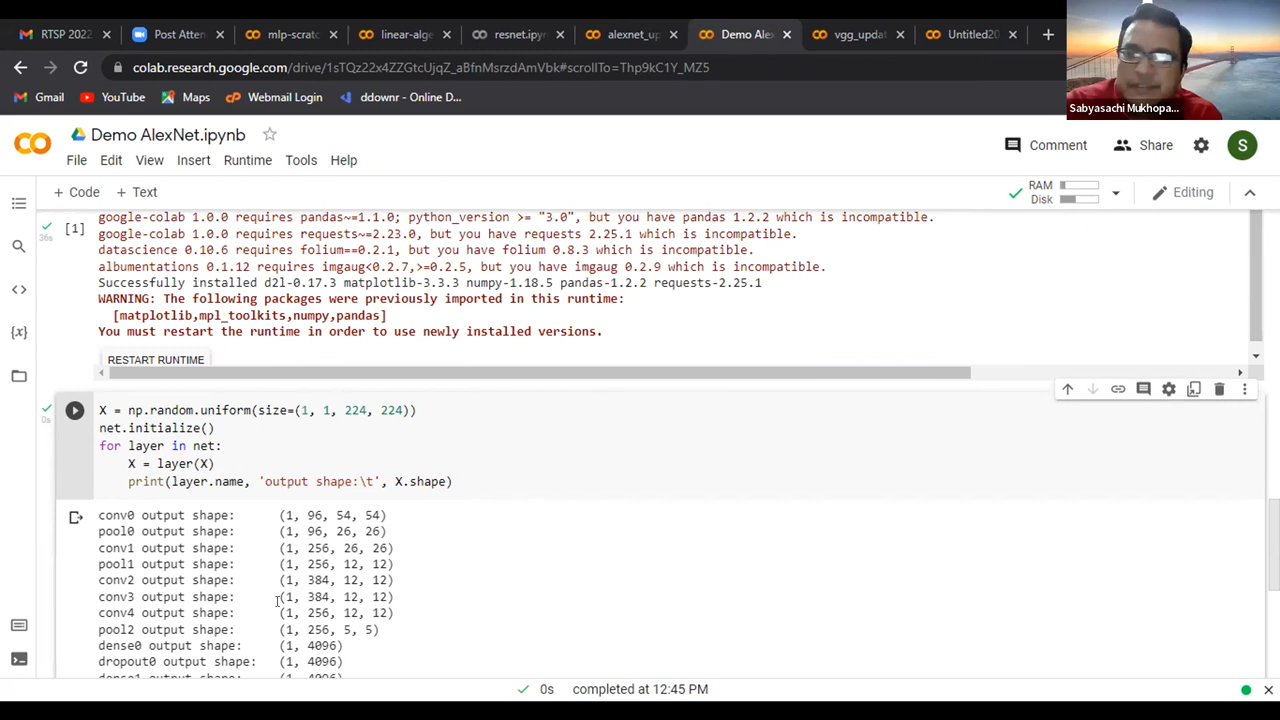 RTSP 2022
Post Atten
mlp-scratc
linear-alge
resnet.ipyn
alexnet_up
Demo Alex
vgg_updat
Untitled20
colab.research.google.com/drive/1sTQz22x4ZZGtcUjqZ_aBfnMsrzdAmVbk#scrollTo=Thp9kC1Y_MZ5
Gmail
YouTube
Maps
Webmail Login
ddownr - Online D...
Sabyasachi Mukhopa...
Demo AlexNet.ipynb
Comment
Share
S
File Edit View Insert Runtime Tools Help
+ Code + Text
RAM
Disk
Editing
[1]
36s
google-colab 1.0.0 requires pandas~=1.1.0; python_version >= "3.0", but you have pandas 1.2.2 which is incompatible.
google-colab 1.0.0 requires requests~=2.23.0, but you have requests 2.25.1 which is incompatible.
datascience 0.10.6 requires folium==0.2.1, but you have folium 0.8.3 which is incompatible.
albumentations 0.1.12 requires imgaug<0.2.7,>=0.2.5, but you have imgaug 0.2.9 which is incompatible.
Successfully installed d2l-0.17.3 matplotlib-3.3.3 numpy-1.18.5 pandas-1.2.2 requests-2.25.1
WARNING: The following packages were previously imported in this runtime:
[matplotlib,mpl_toolkits,numpy,pandas]
You must restart the runtime in order to use newly installed versions.
RESTART RUNTIME
0s
X = np.random.uniform(size=(1, 1, 224, 224))
net.initialize()
for layer in net:
X = layer(X)
print(layer.name, 'output shape:\t', X.shape)
conv0 output shape: (1, 96, 54, 54)
pool0 output shape: (1, 96, 26, 26)
conv1 output shape: (1, 256, 26, 26)
pool1 output shape: (1, 256, 12, 12)
conv2 output shape: (1, 384, 12, 12)
conv3 output shape: (1, 384, 12, 12)
conv4 output shape: (1, 256, 12, 12)
pool2 output shape: (1, 256, 5, 5)
dense0 output shape: (1, 4096)
dropout0 output shape: (1, 4096)
0s completed at 12:45 PM